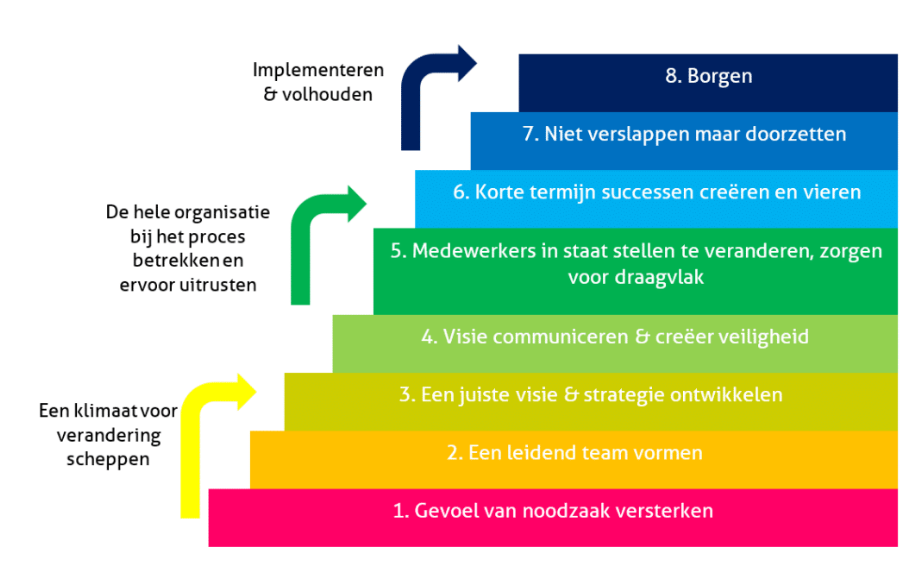 Implementeren
& volhouden
8. Borgen
7. Niet verslappen maar doorzetten
6. Korte termijn successen creëren en vieren
De hele organisatie
bij het proces
betrekken en
ervoor uitrusten
5. Medewerkers in staat stellen te veranderen, zorgen
voor draagvlak
4. Visie communiceren & creëer veiligheid
Een klimaat voor
verandering
scheppen
3. Een juiste visie & strategie ontwikkelen
2. Een leidend team vormen
1. Gevoel van noodzaak versterken